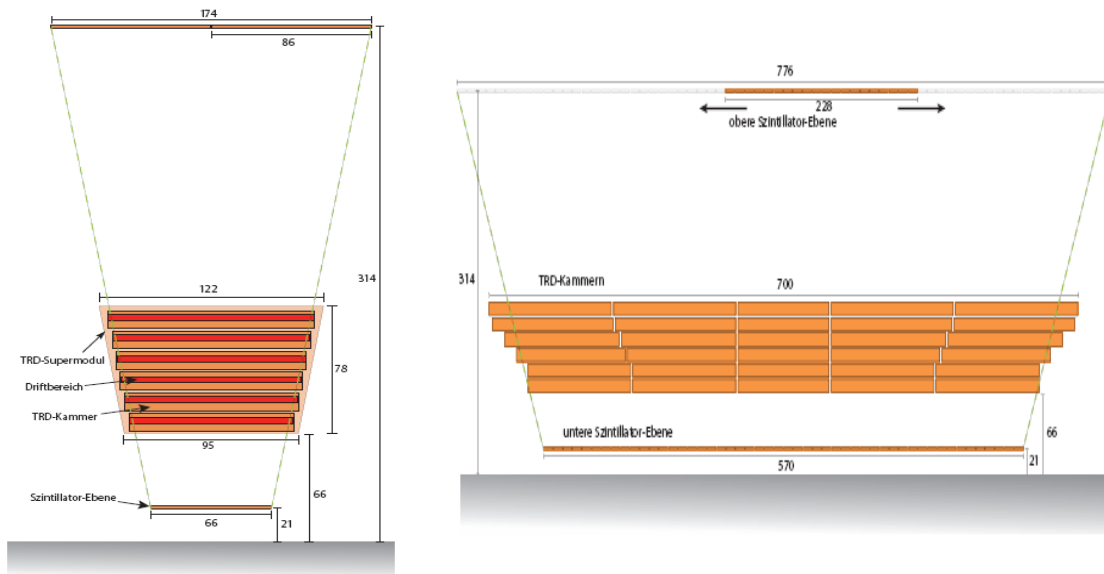 174
86
314
122
TRD-Supermodul
78
Driftbereich
TRD-Kammer
95
66
Szintillator-Ebene
66
21
776
228
obere Szintillator-Ebene
314
TRD-Kammern
700
untere Szintillator-Ebene
66
570
21